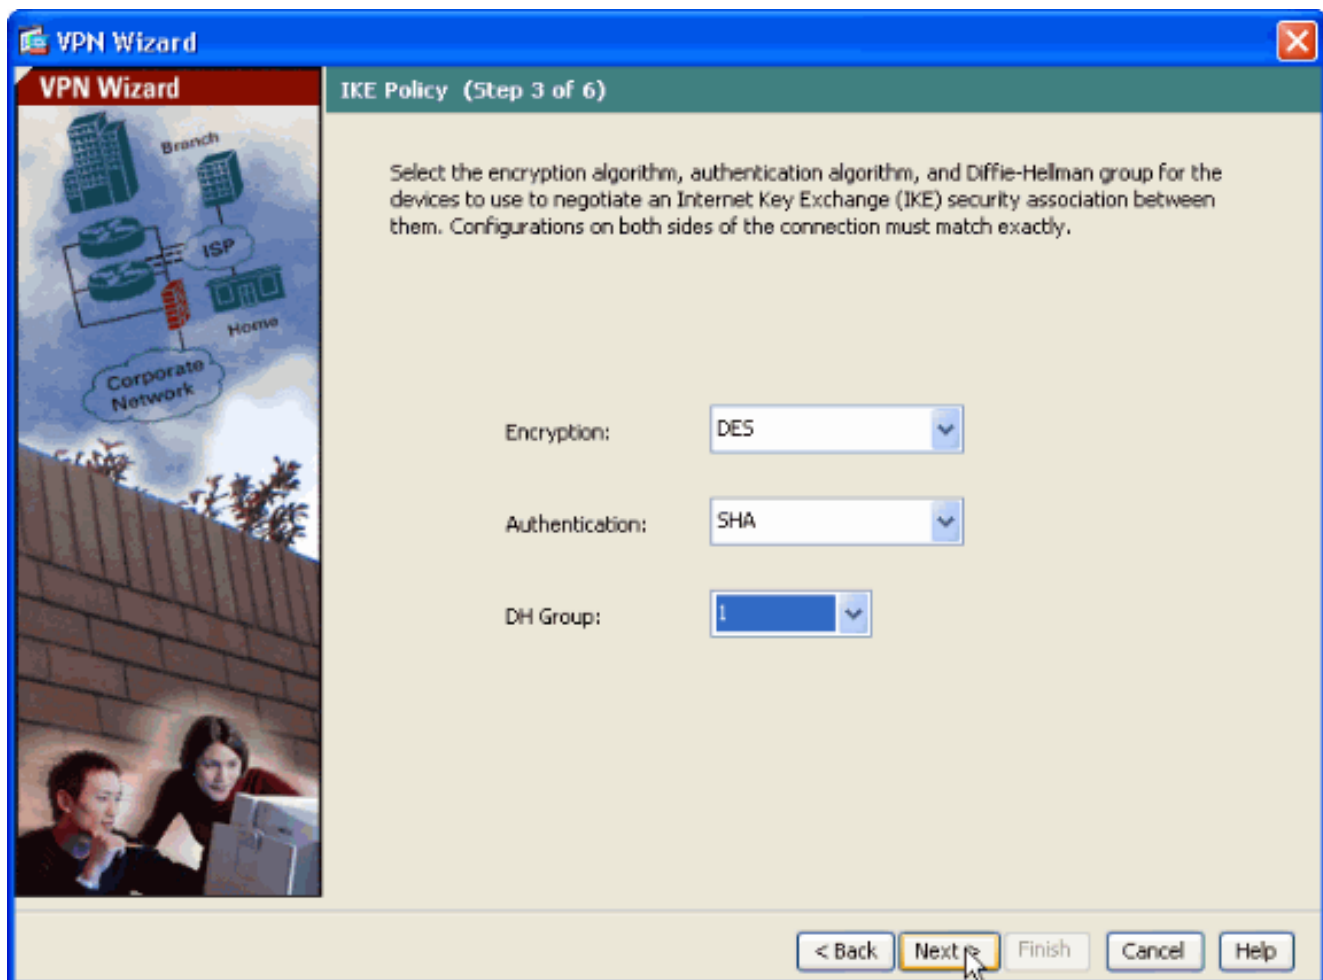 VPN Wizard
VPN Wizard
IKE Policy (Step 3 of 6)
Branch
ISP
Home
Corporate
Network
Select the encryption algorithm, authentication algorithm, and Diffie-Hellman group for the
devices to use to negotiate an Internet Key Exchange (IKE) security association between
them. Configurations on both sides of the connection must match exactly.
Encryption: DES
Authentication: SHA
DH Group: 1
< Back Next > Finish Cancel Help